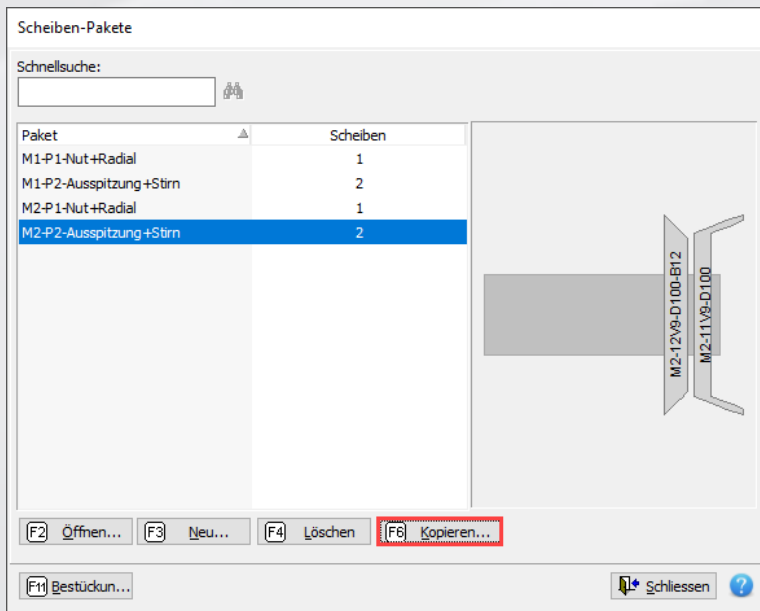 Scheiben-Pakete
Schnellsuche:
Paket Scheiben
M1-P1-Nut+Radial 1
M1-P2-Ausspitzung+Stirn 2
M2-P1-Nut+Radial 1
M2-P2-Ausspitzung+Stirn 2
M2-12V9-D100-B12
M2-11V9-D100
F2 Öffnen... F3 Neu... F4 Löschen F6 Kopieren...
F11 Bestückun... Schliessen ?